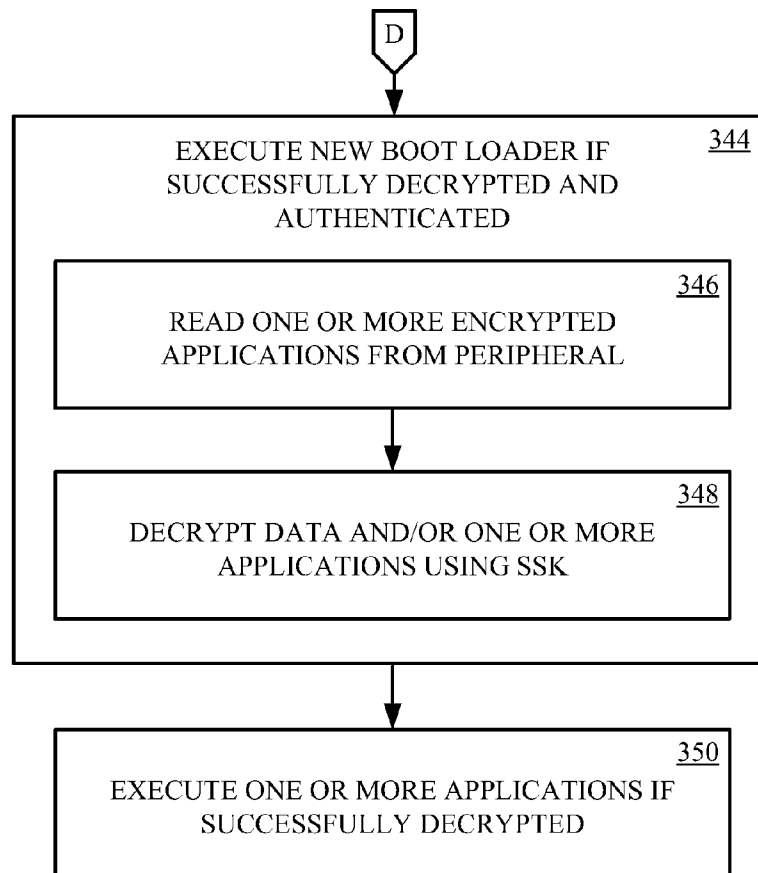 D
344
EXECUTE NEW BOOT LOADER IF
SUCCESSFULLY DECRYPTED AND
AUTHENTICATED
346
READ ONE OR MORE ENCRYPTED
APPLICATIONS FROM PERIPHERAL
348
DECRYPT DATA AND/OR ONE OR MORE
APPLICATIONS USING SSK
350
EXECUTE ONE OR MORE APPLICATIONS IF
SUCCESSFULLY DECRYPTED